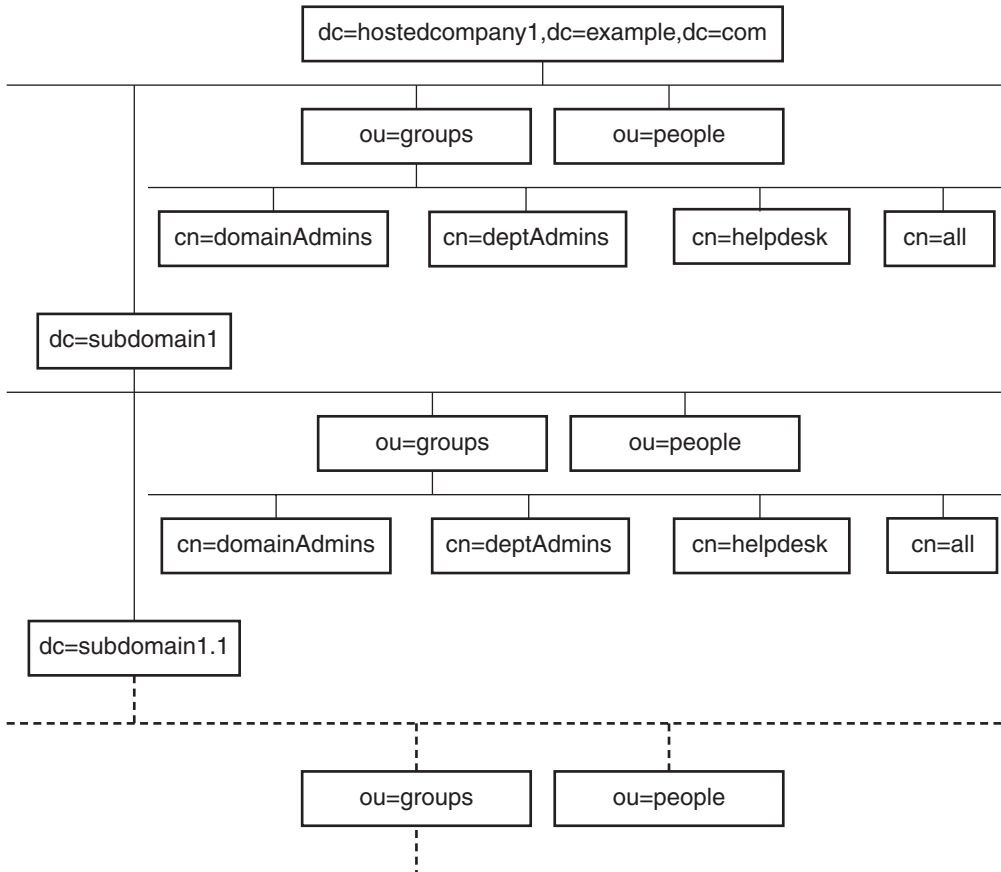 dc=hostedcompany1,dc=example,dc=com
ou=groups
ou=people
cn=domainAdmins
cn=deptAdmins
cn=helpdesk
cn=all
dc=subdomain1
ou=groups
ou=people
cn=domainAdmins
cn=deptAdmins
cn=helpdesk
cn=all
dc=subdomain1.1
ou=groups
ou=people